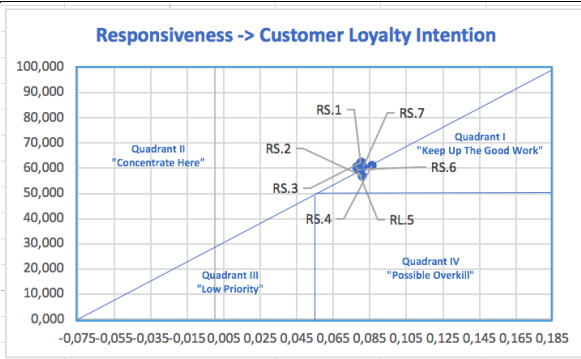 Responsiveness -> Customer Loyalty Intention
100,000
90,000
80,000
70,000
60,000
50,000
40,000
30,000
20,000
10,000
0,000
RS.1
RS.7
RS.2
RS.6
RS.3
RS.4
RL.5
Quadrant II
"Concentrate Here"
Quadrant I
"Keep Up The Good Work"
Quadrant III
"Low Priority"
Quadrant IV
"Possible Overkill"
-0,075-0,055-0,035-0,015 0,005 0,025 0,045 0,065 0,085 0,105 0,125 0,145 0,165 0,185